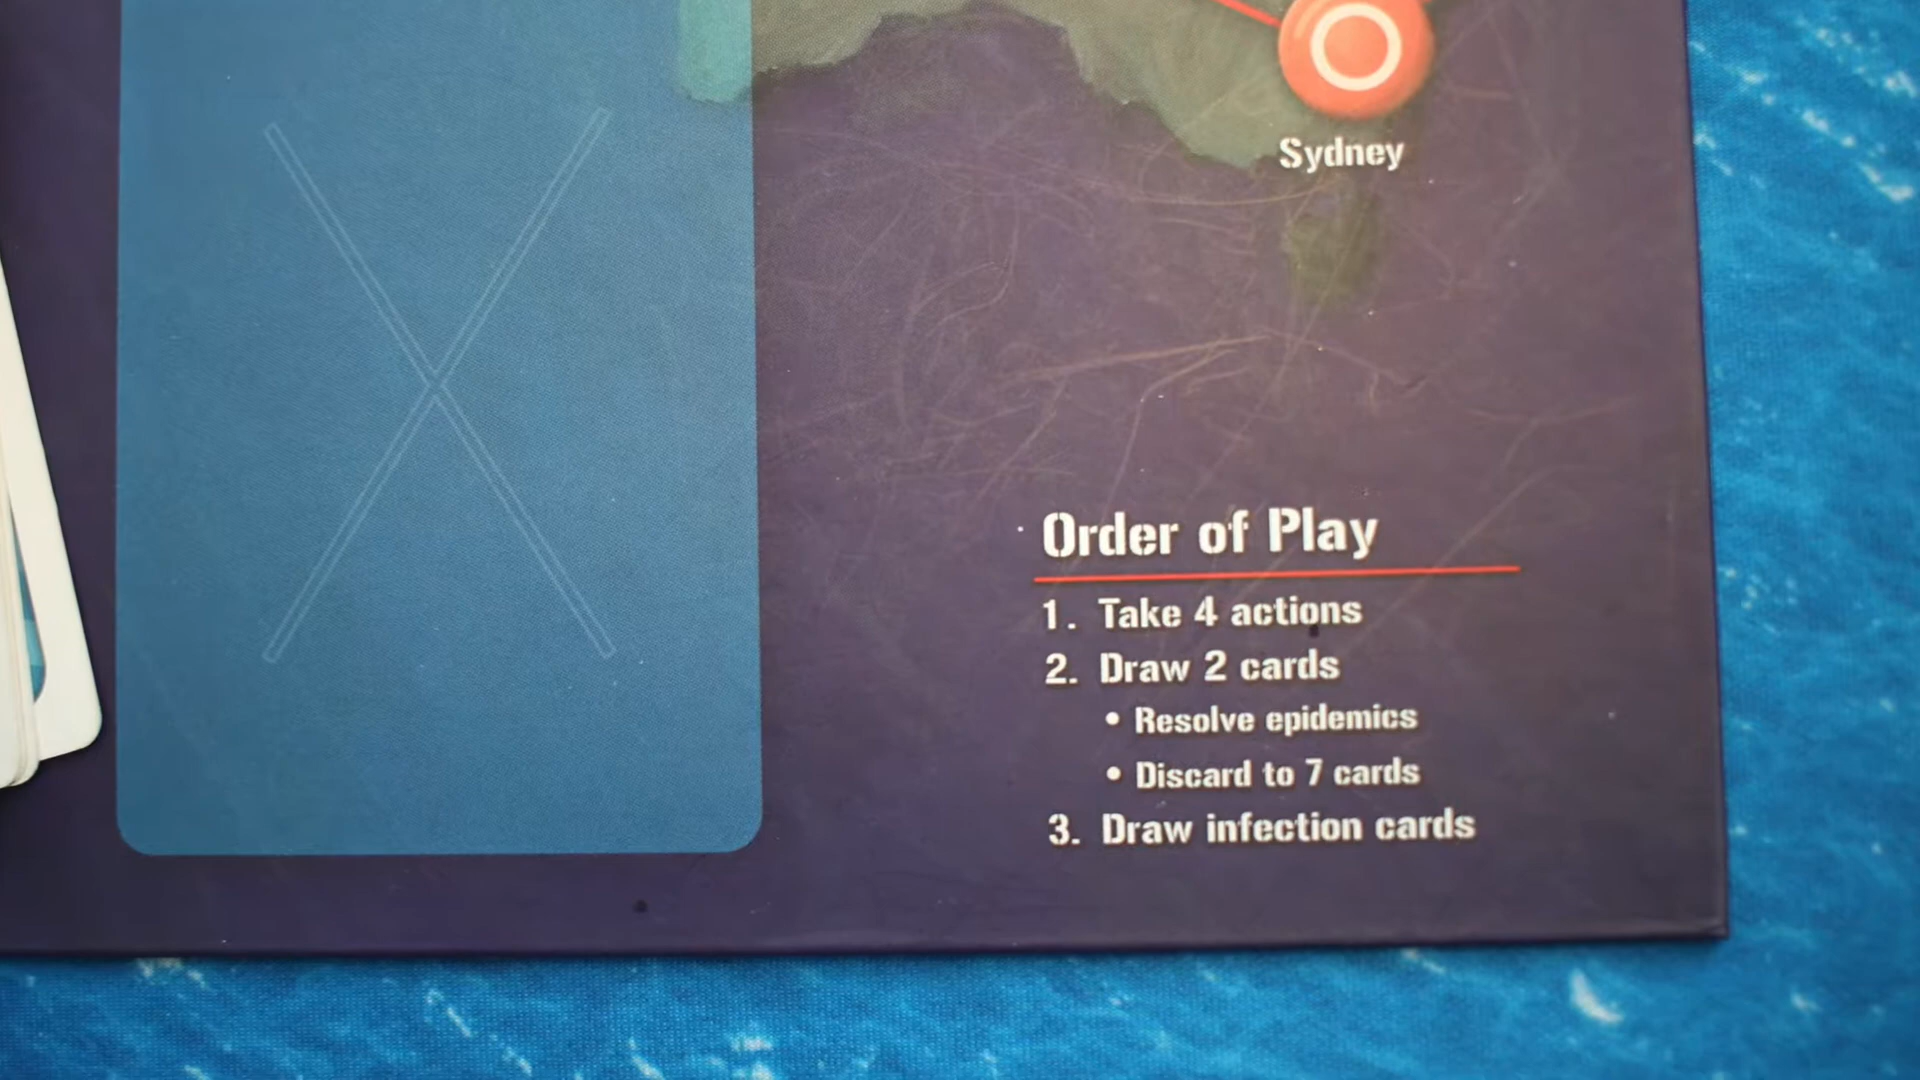 Sydney
Order of Play
1. Take 4 actions
2. Draw 2 cards
• Resolve epidemics
• Discard to 7 cards
3. Draw infection cards